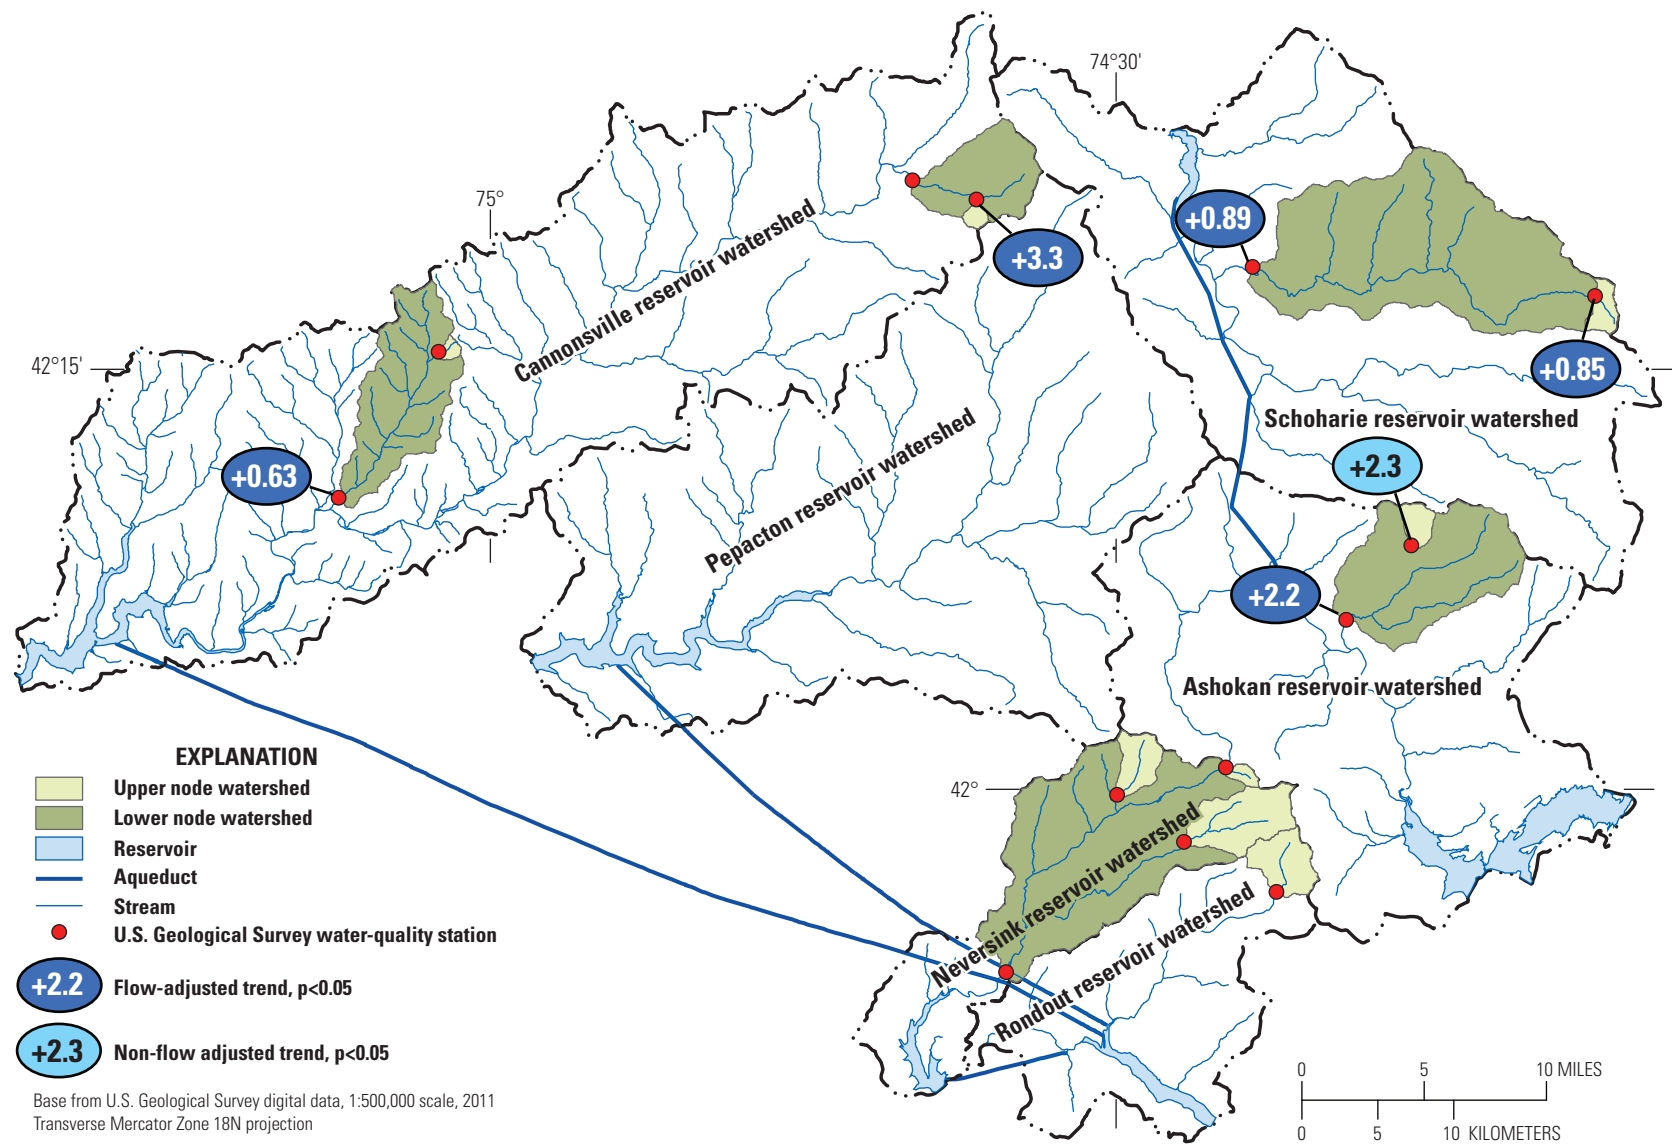 74°30'
75°
+0.89
+3.3
Cannonsville reservoir watershed
42°15'
+0.85
Schoharie reservoir watershed
+0.63
+2.3
Pepacton reservoir watershed
+2.2
Ashokan reservoir watershed
42°
Neversink reservoir watershed
Rondout reservoir watershed
EXPLANATION
Upper node watershed
Lower node watershed
Reservoir
Aqueduct
Stream
U.S. Geological Survey water-quality station
+2.2 Flow-adjusted trend, p<0.05
+2.3 Non-flow adjusted trend, p<0.05
Base from U.S. Geological Survey digital data, 1:500,000 scale, 2011
Transverse Mercator Zone 18N projection
0 5 10 MILES
0 5 10 KILOMETERS